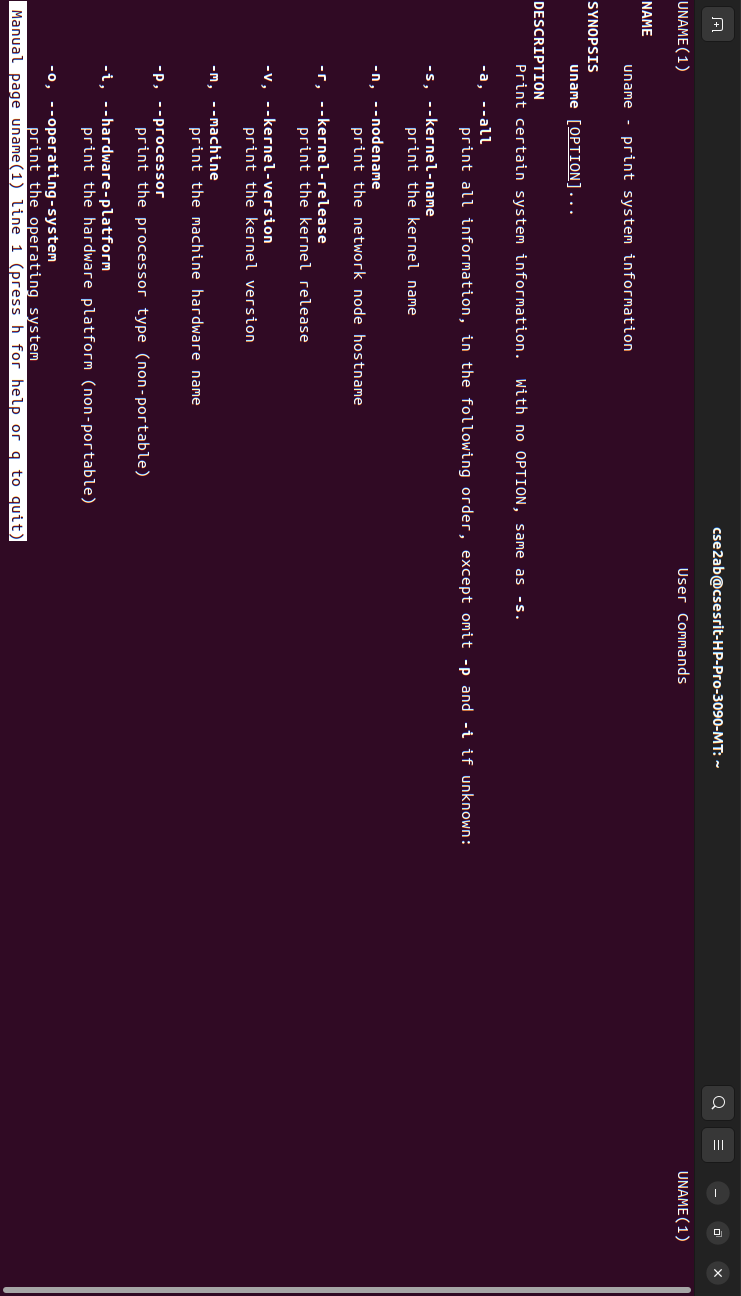 cse2ab@csesrit-HP-Pro-3090-MT: ~
UNAME(1) User Commands UNAME(1)
NAME
uname - print system information
SYNOPSIS
uname [OPTION]...
DESCRIPTION
Print certain system information. With no OPTION, same as -s.
-a, --all
print all information, in the following order, except omit -p and -i if unknown:
-s, --kernel-name
print the kernel name
-n, --nodename
print the network node hostname
-r, --kernel-release
print the kernel release
-v, --kernel-version
print the kernel version
-m, --machine
print the machine hardware name
-p, --processor
print the processor type (non-portable)
-i, --hardware-platform
print the hardware platform (non-portable)
-o, --operating-system
print the operating system
Manual page uname(1) line 1 (press h for help or q to quit)